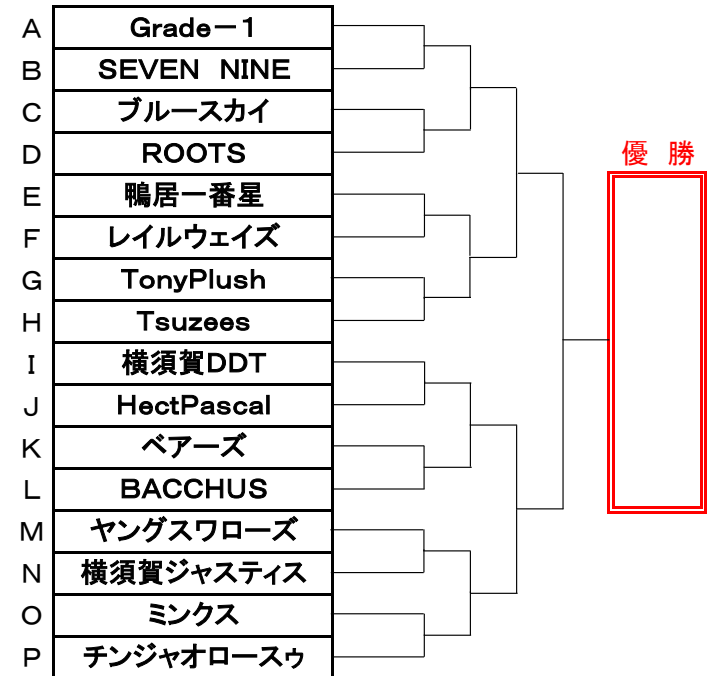 A Grade－1
B SEVEN　NINE
C ブルースカイ
D ROOTS
優　勝
E 鴨居一番星
F レイルウェイズ
G TonyPlush
H Tsuzees
I 横須賀DDT
J HectPascal
K ベアーズ
L BACCHUS
M ヤングスワローズ
N 横須賀ジャスティス
O ミンクス
P チンジャオロースゥ